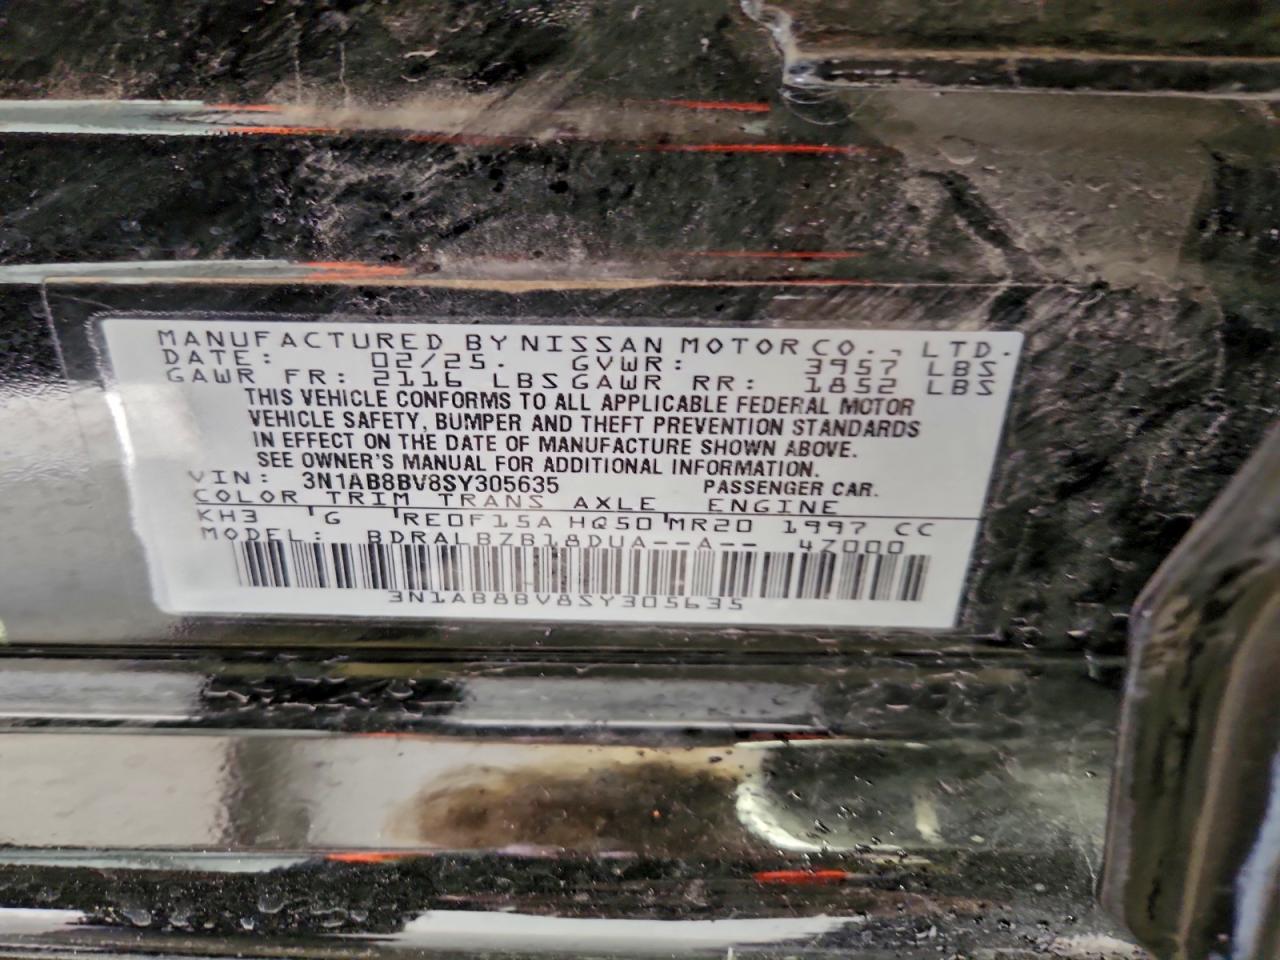 MANUFACTURED BY NISSAN MOTOR CO., LTD.
DATE: 02/25. GVWR: 3957 LBS
GAWR FR: 2116 LBS GAWR RR: 1852 LBS
THIS VEHICLE CONFORMS TO ALL APPLICABLE FEDERAL MOTOR
VEHICLE SAFETY, BUMPER AND THEFT PREVENTION STANDARDS
IN EFFECT ON THE DATE OF MANUFACTURE SHOWN ABOVE.
SEE OWNER'S MANUAL FOR ADDITIONAL INFORMATION.
VIN: 3N1AB8BV8SY305635 PASSENGER CAR.
COLOR TRIM TRANS AXLE ENGINE
KH3 G RE0F15A HQ50 MR20 1997 CC
MODEL: BDRALBZB18DUA--A-- 47000
3N1AB8BV8SY305635